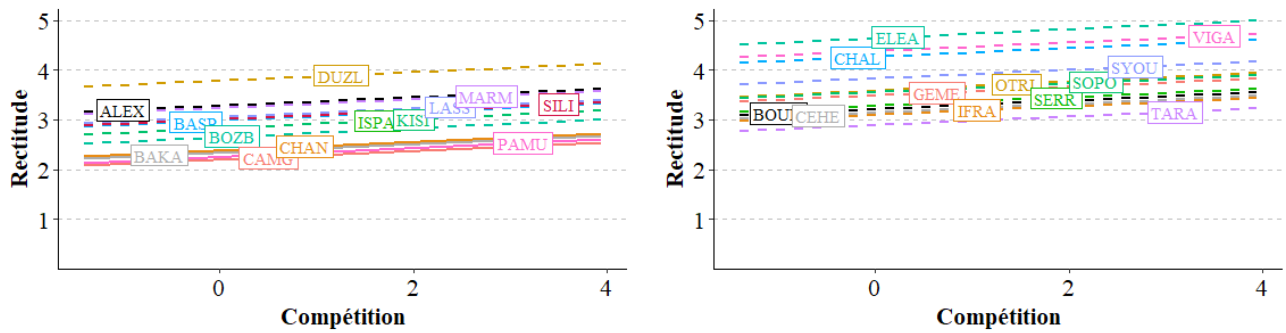 5
4
3
2
1
Rectitude
DUZL
ALEX
MARM
LASS
SILI
BASP
ISPA
KISI
BOZB
CHAN
PAMU
BAKA
CAMG
0
2
4
Compétition
5
4
3
2
1
Rectitude
ELEA
VIGA
CHAL
SYOU
SOPO
OTRI
GEME
SERR
BOU
CEHE
IFRA
TARA
0
2
4
Compétition